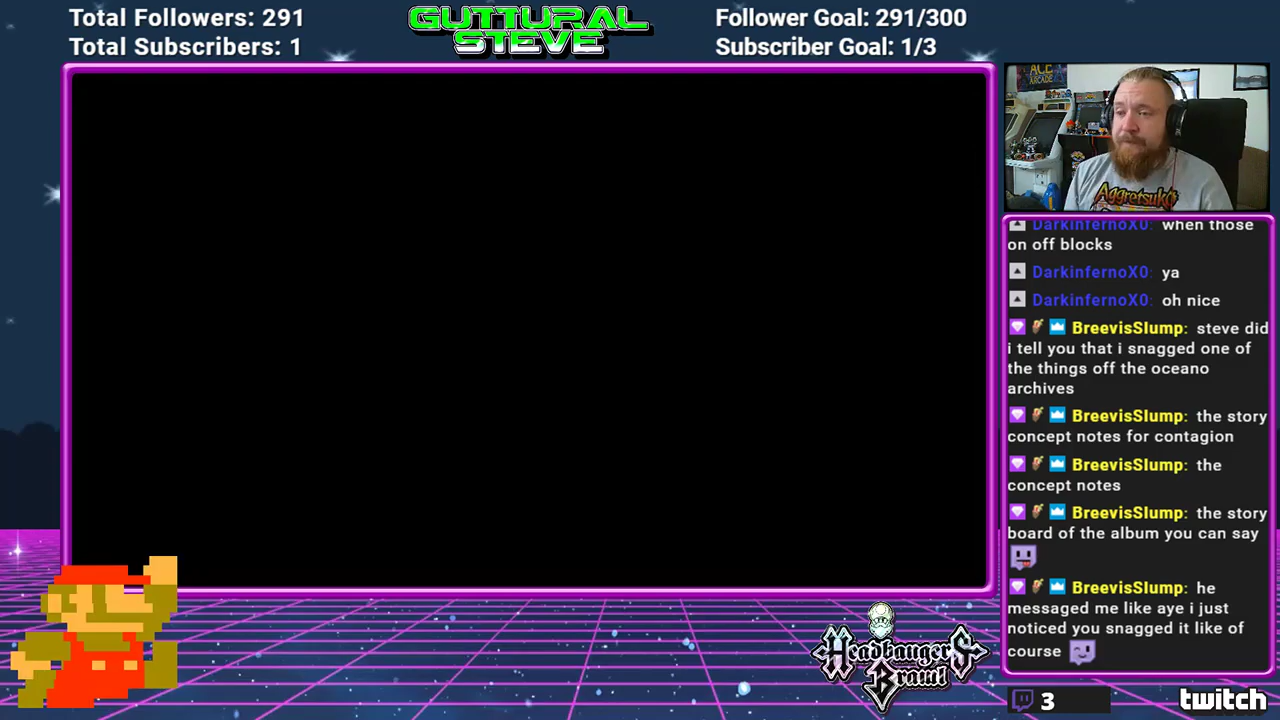 Total Followers: 291
Total Subscribers: 1
GUTTURAL
STEVE
Follower Goal: 291/300
Subscriber Goal: 1/3
ACE
ARCADE
Aggretsuko
DarkinfernoX0: when those
on off blocks
DarkinfernoX0: ya
DarkinfernoX0: oh nice
BreevisSlump: steve did
i tell you that i snagged one of
the things off the oceano
archives
BreevisSlump: the story
concept notes for contagion
BreevisSlump: the
concept notes
BreevisSlump: the story
board of the album you can say
BreevisSlump: he
messaged me like aye i just
noticed you snagged it like of
course
Headbangers
Brawl
3
twitch